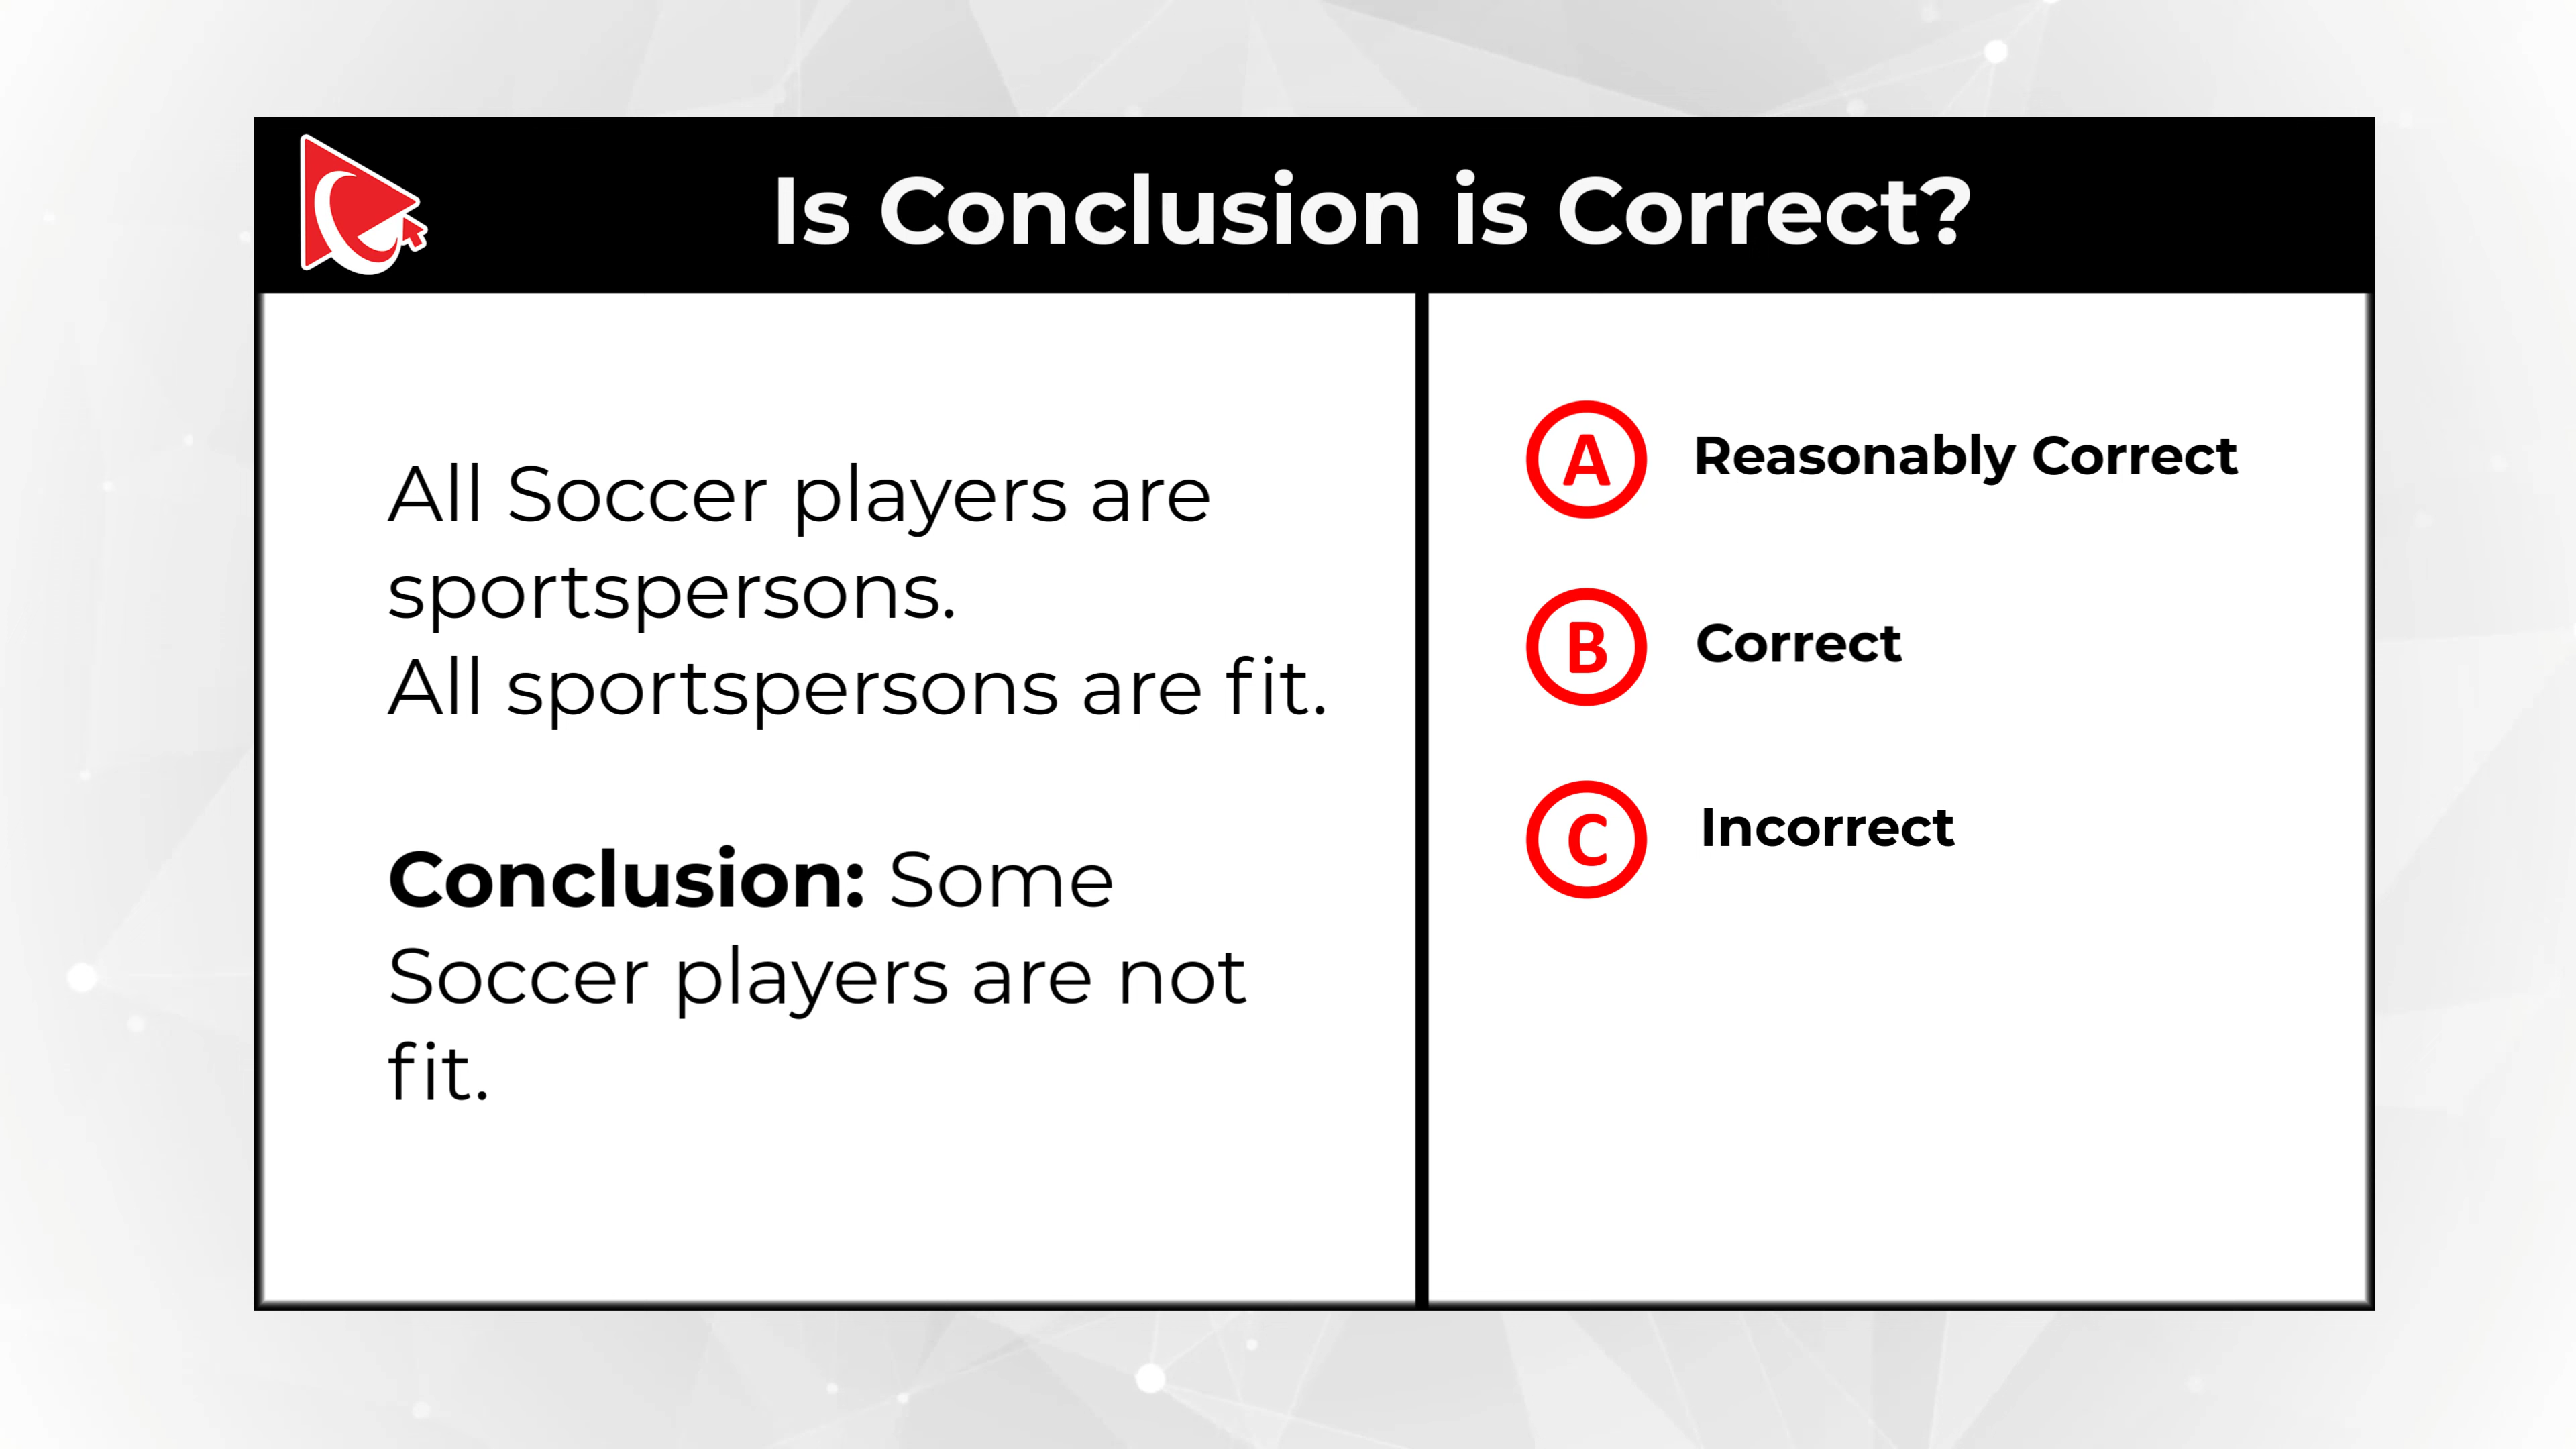 Is Conclusion is Correct?
All Soccer players are
sportspersons.
All sportspersons are fit.
Conclusion: Some
Soccer players are not
fit.
A Reasonably Correct
B Correct
C Incorrect